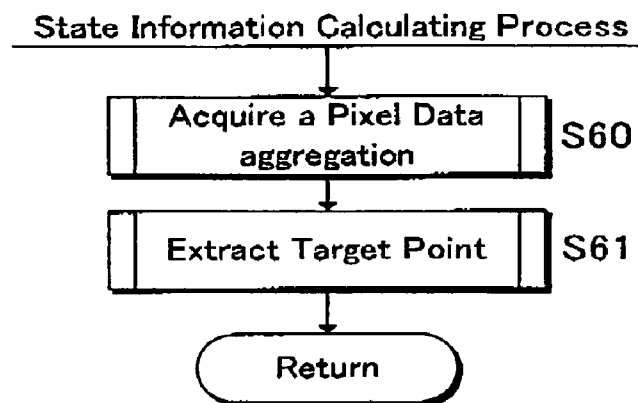 State Information Calculating Process
Acquire a Pixel Data
aggregation
S60
Extract Target Point
S61
Return